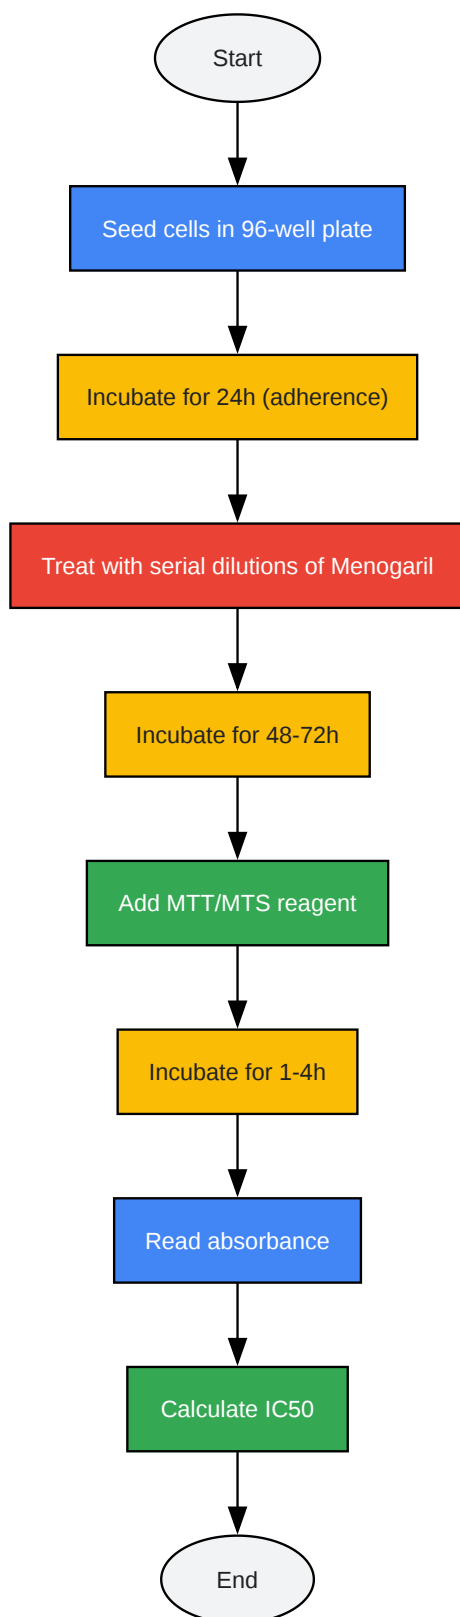 Start
Seed cells in 96-well plate
Incubate for 24h (adherence)
Treat with serial dilutions of Menogaril
Incubate for 48-72h
Add MTT/MTS reagent
Incubate for 1-4h
Read absorbance
Calculate IC50
End